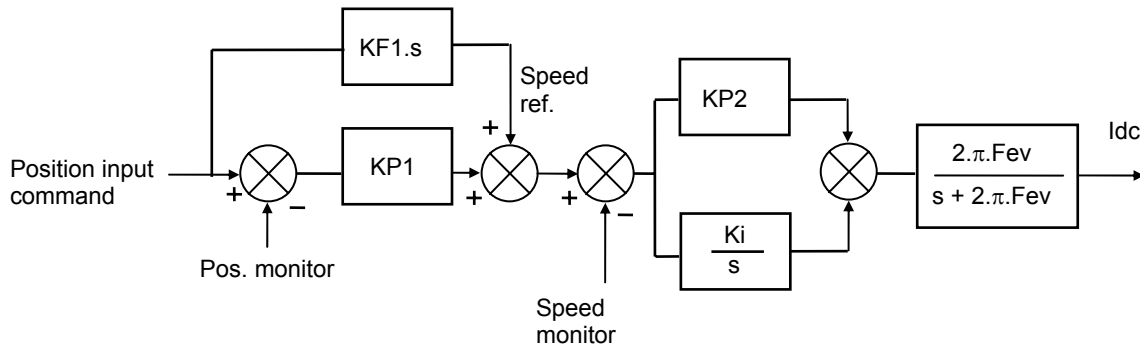 KF1.s
Speed
ref.
KP2
Idc
+
Position input
command
+
−
KP1
+
+
−
2.π.Fev
s + 2.π.Fev
Pos. monitor
Ki
s
Speed
monitor